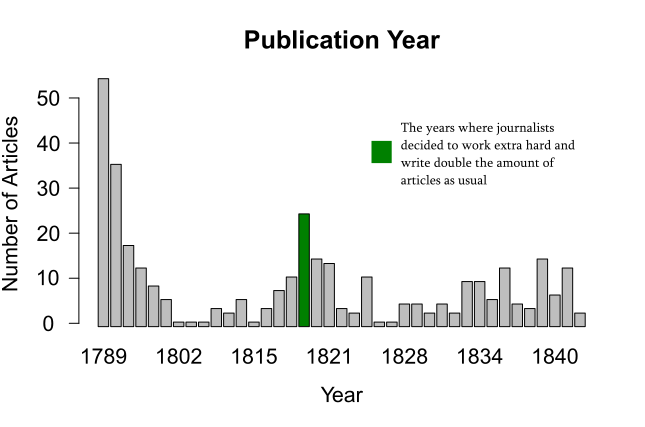 Publication Year
Number of Articles
50
40
30
20
10
0
The years where journalists
decided to work extra hard and
write double the amount of
articles as usual
1789 1802 1815 1821 1828 1834 1840
Year